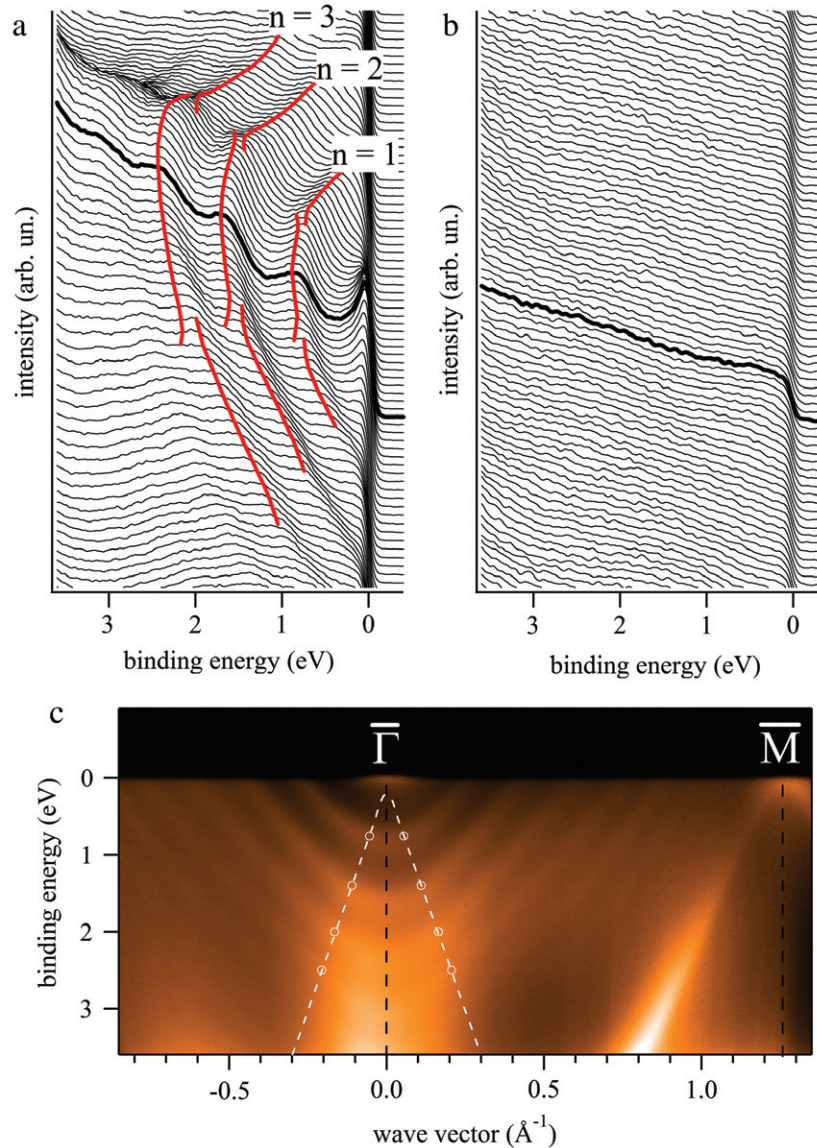 a
n = 3
n = 2
n = 1
intensity (arb. un.)
3 2 1 0
binding energy (eV)
b
intensity (arb. un.)
3 2 1 0
binding energy (eV)
c
Γ̅ M̅
0
1
2
3
binding energy (eV)
-0.5 0.0 0.5 1.0
wave vector (Å⁻¹)